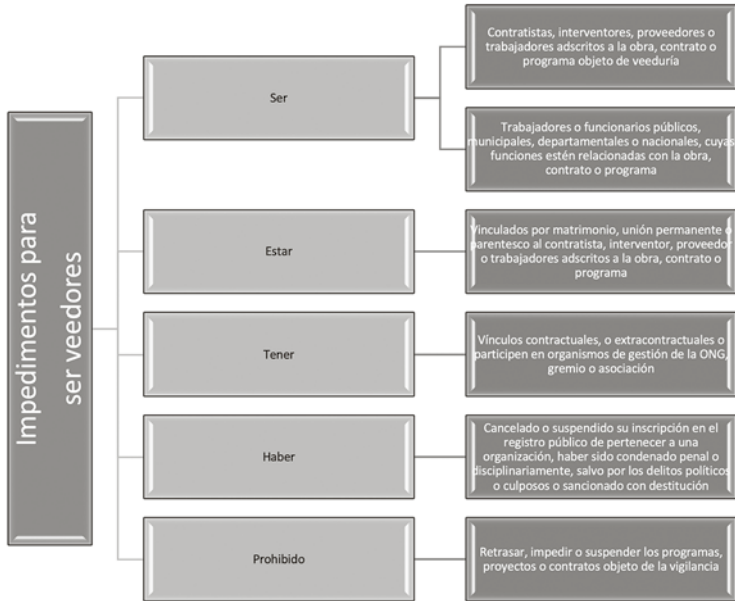 Impedimentos para
ser veedores
Ser
Contratistas, interventores, proveedores o
trabajadores adscritos a la obra, contrato o
programa objeto de veeduría
Trabajadores o funcionarios públicos,
municipales, departamentales o nacionales, cuyas
funciones estén relacionadas con la obra,
contrato o programa
Estar
Vinculados por matrimonio, unión permanente o
parentesco al contratista, interventor, proveedor
o trabajadores adscritos a la obra, contrato o
programa
Tener
Vínculos contractuales, o extracontractuales o
participen en organismos de gestión de la ONG,
gremio o asociación
Haber
Cancelado o suspendido su inscripción en el
registro público de pertenecer a una
organización, haber sido condenado penal o
disciplinariamente, salvo por los delitos políticos
o culposos o sancionado con destitución
Prohibido
Retrasar, impedir o suspender los programas,
proyectos o contratos objeto de la vigilancia